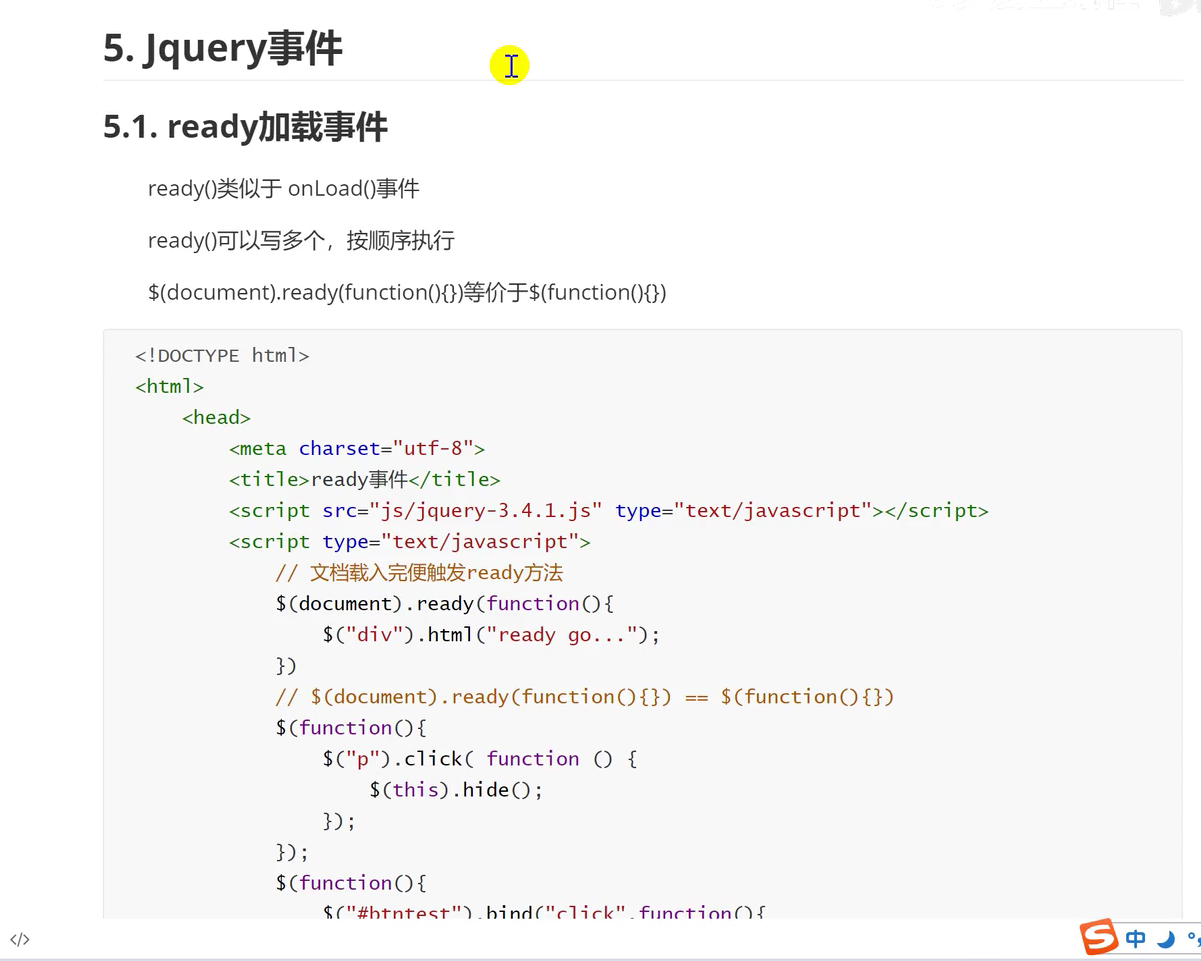 5. Jquery事件
5.1. ready加载事件
ready()类似于 onLoad()事件
ready()可以写多个，按顺序执行
$(document).ready(function(){})等价于$(function(){})
<!DOCTYPE html>
<html>
<head>
<meta charset="utf-8">
<title>ready事件</title>
<script src="js/jquery-3.4.1.js" type="text/javascript"></script>
<script type="text/javascript">
// 文档载入完便触发ready方法
$(document).ready(function(){
$("div").html("ready go...");
})
// $(document).ready(function(){}) == $(function(){})
$(function(){
$("p").click( function () {
$(this).hide();
});
});
$(function(){
$("#btntest").bind("click",function(){
</>
S 中